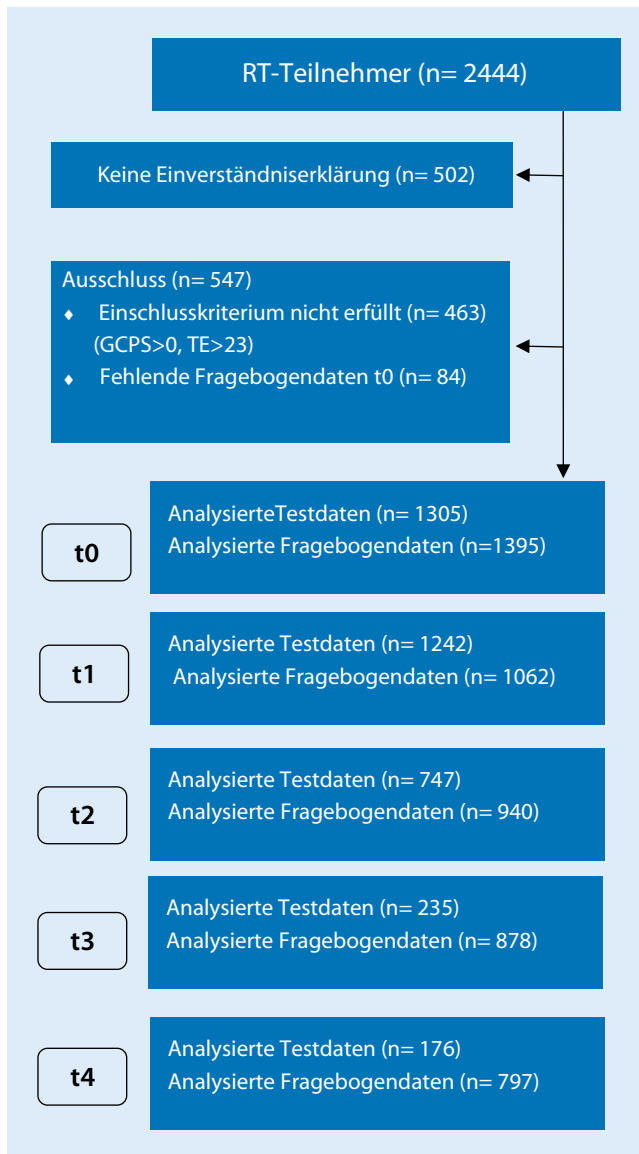 RT-Teilnehmer (n= 2444)
Keine Einverständniserklärung (n= 502)
Ausschluss (n= 547)
♦ Einschlusskriterium nicht erfüllt (n= 463)
(GCPS>0, TE>23)
♦ Fehlende Fragebogendaten t0 (n= 84)
t0
AnalysierteTestdaten (n= 1305)
Analysierte Fragebogendaten (n=1395)
t1
Analysierte Testdaten (n= 1242)
Analysierte Fragebogendaten (n= 1062)
t2
Analysierte Testdaten (n= 747)
Analysierte Fragebogendaten (n= 940)
t3
Analysierte Testdaten (n= 235)
Analysierte Fragebogendaten (n= 878)
t4
Analysierte Testdaten (n= 176)
Analysierte Fragebogendaten (n= 797)